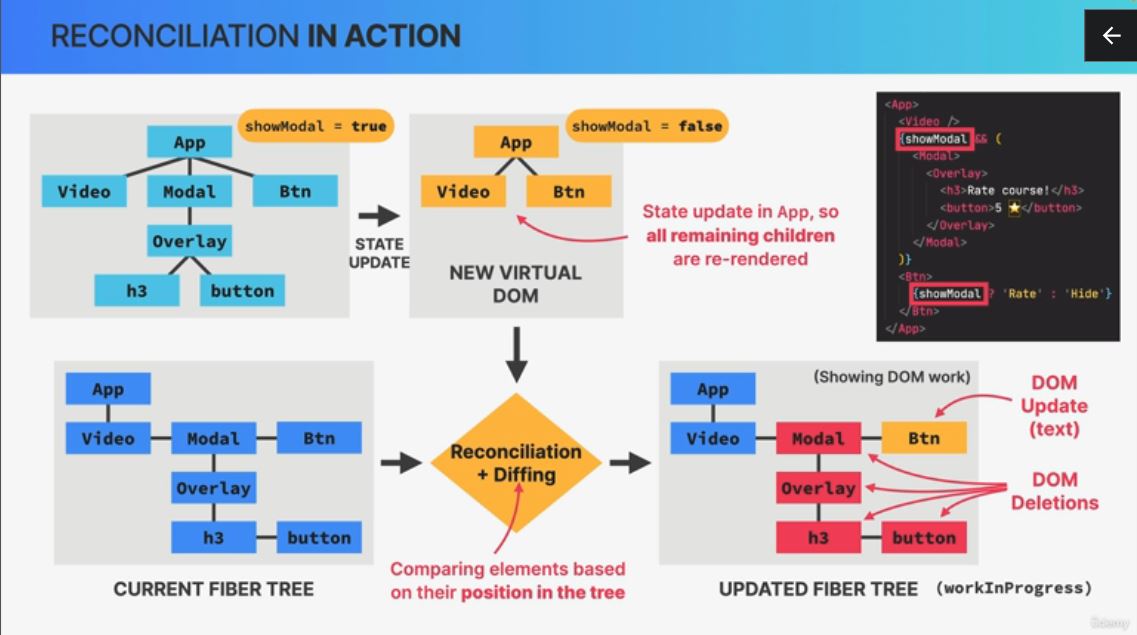 RECONCILIATION IN ACTION
showModal = true
App
Video Modal Btn
Overlay
h3 button
STATE
UPDATE
showModal = false
App
Video Btn
NEW VIRTUAL
DOM
State update in App, so
all remaining children
are re-rendered
<App>
<Video />
{showModal && (
<Modal>
<Overlay>
<h3>Rate course!</h3>
<button>5 ⭐</button>
</Overlay>
</Modal>
)}
<Btn>
{showModal ? 'Rate' : 'Hide'}
</Btn>
</App>
App
Video Modal Btn
Overlay
h3 button
CURRENT FIBER TREE
Reconciliation
+ Diffing
Comparing elements based
on their position in the tree
(Showing DOM work)
App
Video Modal Btn
Overlay
h3 button
DOM
Update
(text)
DOM
Deletions
UPDATED FIBER TREE (workInProgress)
Udemy